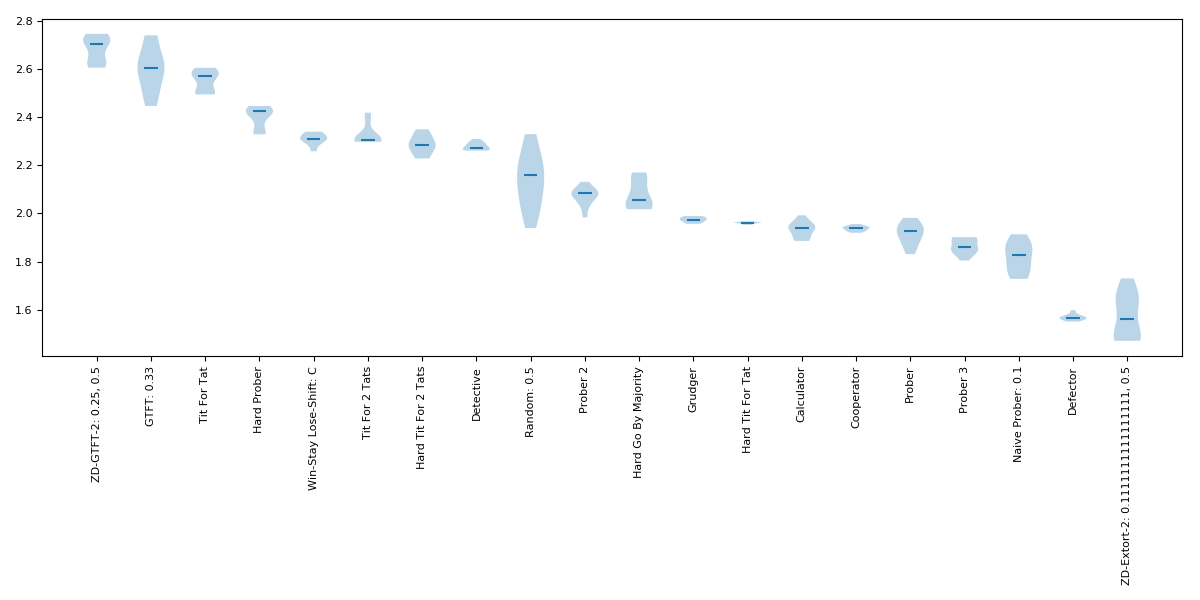 2.8
2.6
2.4
2.2
2.0
1.8
1.6
ZD-GTFT-2: 0.25, 0.5
GTFT: 0.33
Tit For Tat
Hard Prober
Win-Stay Lose-Shift: C
Tit For 2 Tats
Hard Tit For 2 Tats
Detective
Random: 0.5
Prober 2
Hard Go By Majority
Grudger
Hard Tit For Tat
Calculator
Cooperator
Prober
Prober 3
Naive Prober: 0.1
Defector
ZD-Extort-2: 0.1111111111111111, 0.5